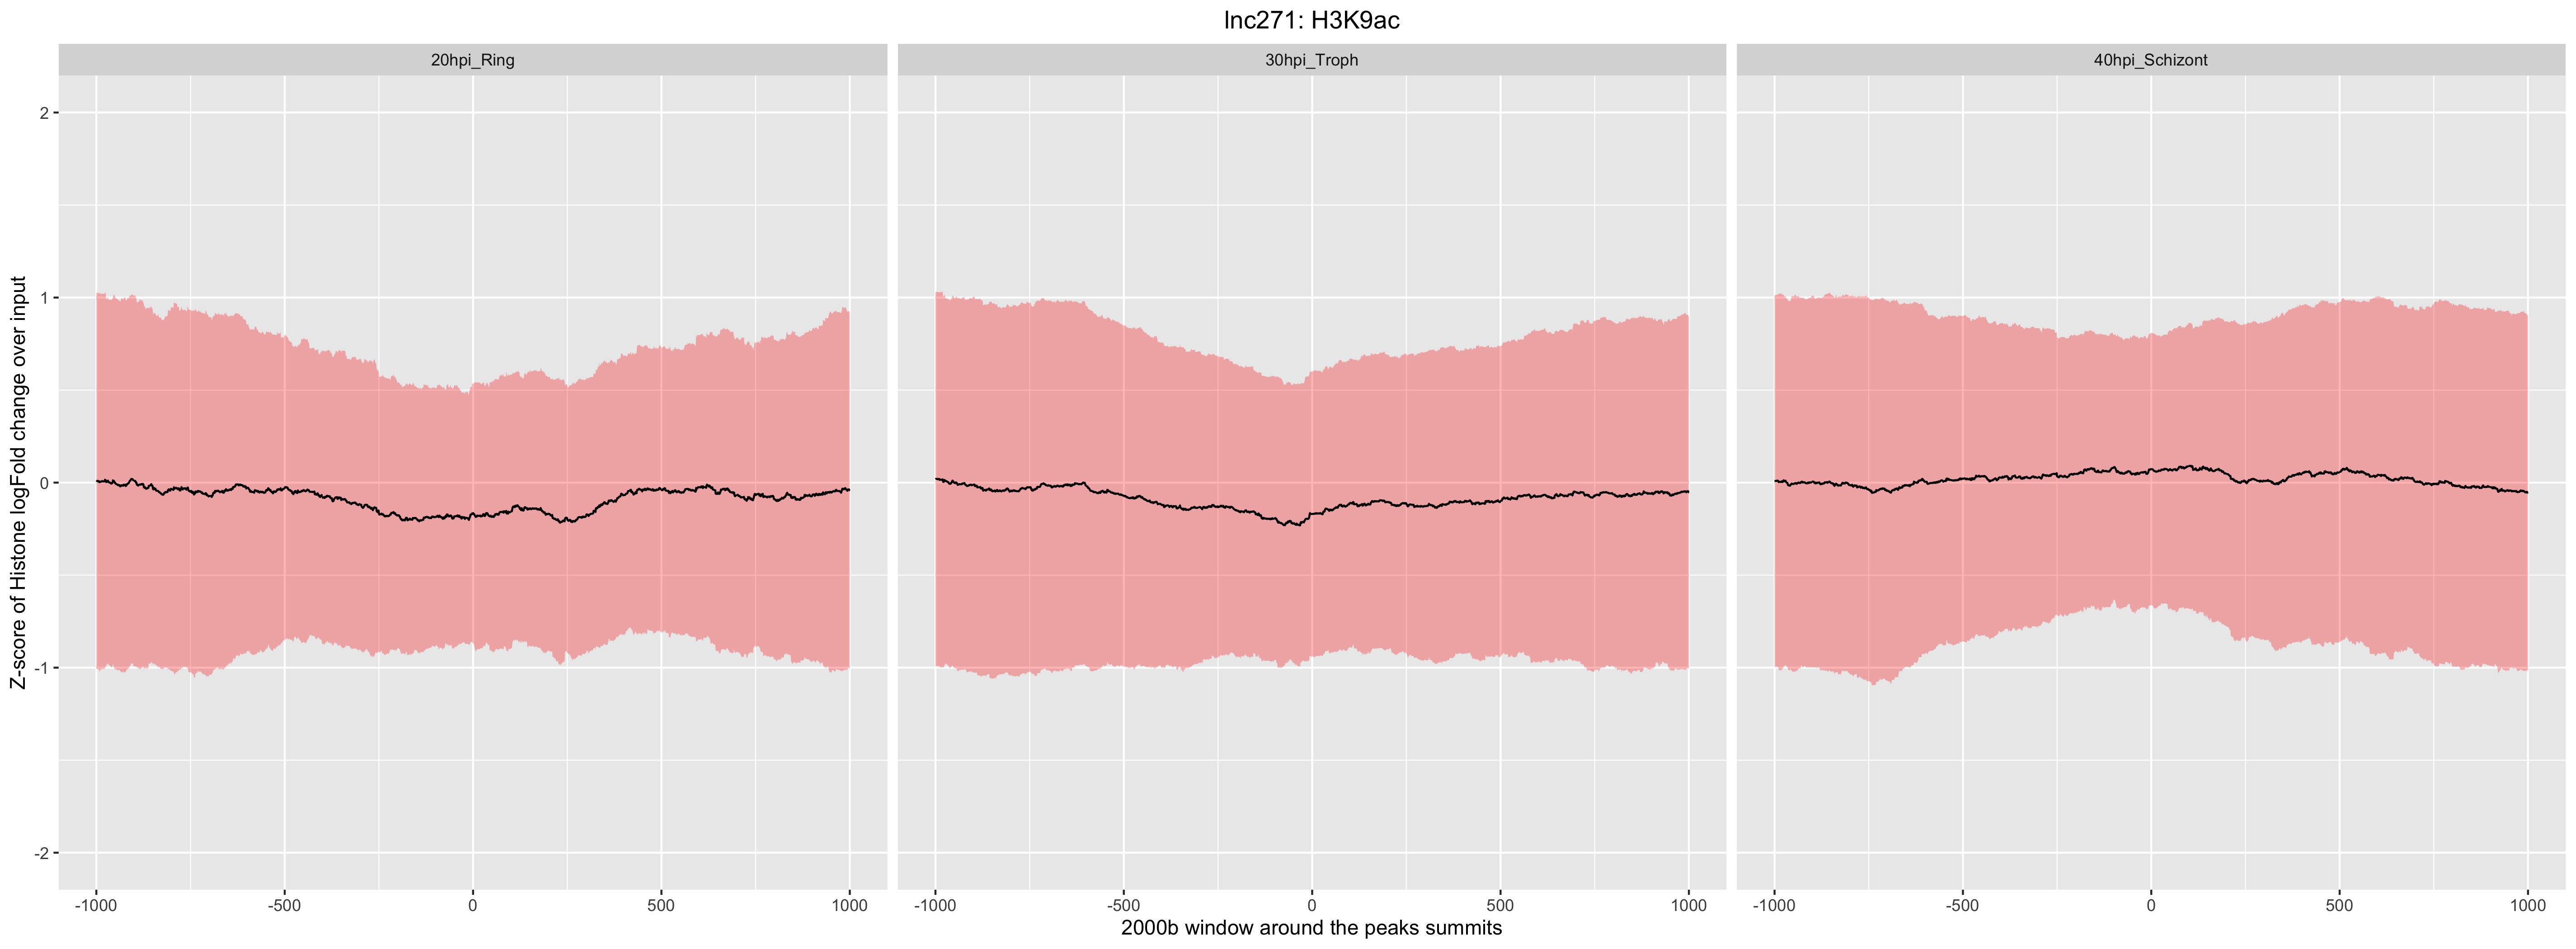 lnc271: H3K9ac
20hpi_Ring
30hpi_Troph
40hpi_Schizont
Z-score of Histone logFold change over input
2
1
0
-1
-2
-1000 -500 0 500 1000
-1000 -500 0 500 1000
-1000 -500 0 500 1000
2000b window around the peaks summits